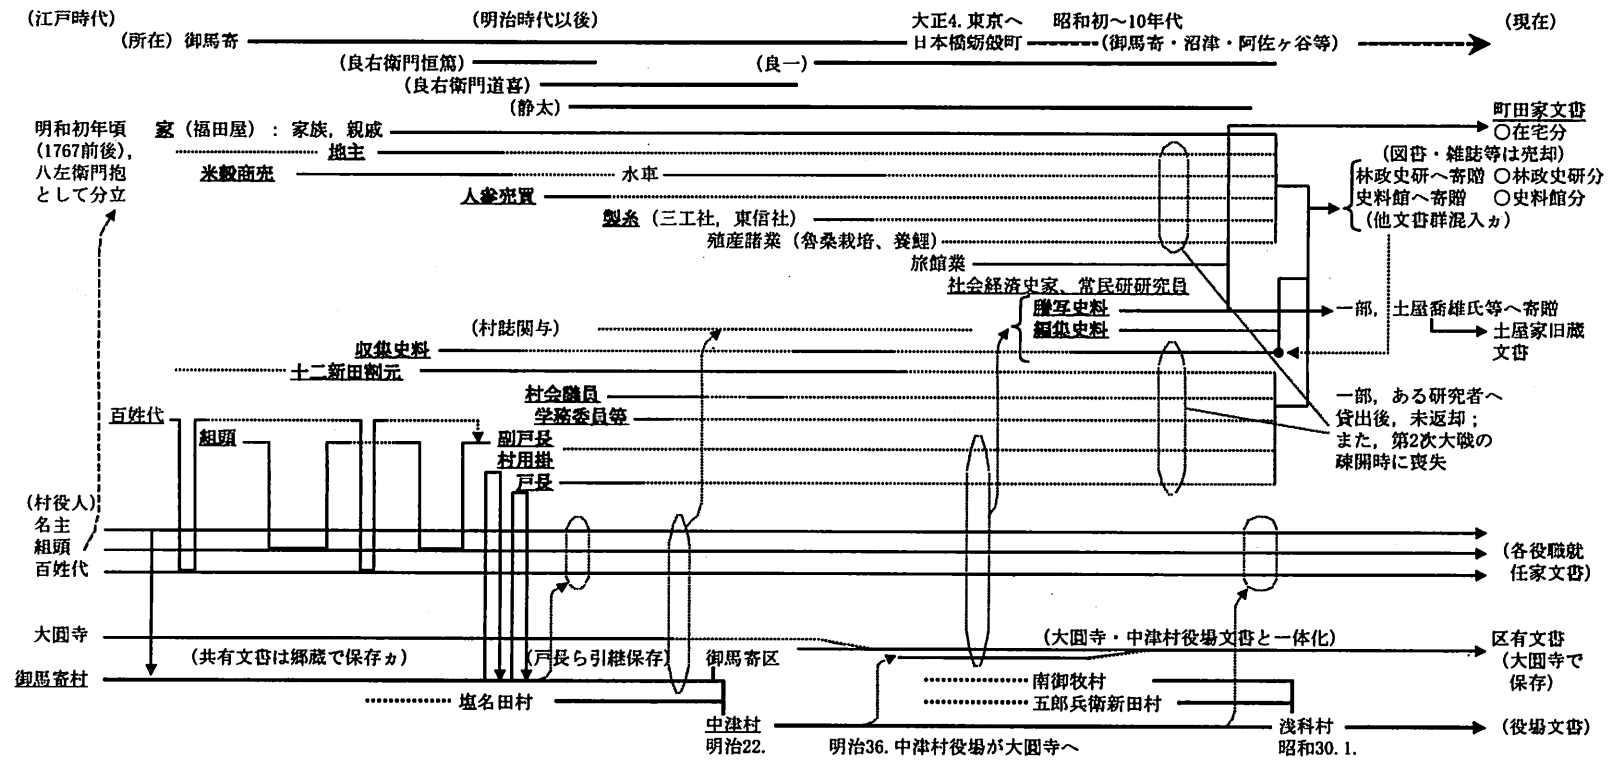 (江戸時代)
(明治時代以後)
大正4.東京へ
昭和初～10年代
(現在)
(所在) 御馬寄
日本橋蛎殻町
(御馬寄・沼津・阿佐ヶ谷等)
(良右衛門恒篤)
(良一)
(良右衛門道喜)
(静太)
町田家文書
○在宅分
明和初年頃
(1767前後),
八左衛門抱
として分立
家 (福田屋) : 家族, 親戚
地主
(図書・雑誌等は売却)
米穀商売
水車
林政史研へ寄贈 ○林政史研分
人参売買
史料館へ寄贈 ○史料館分
製糸 (三工社, 東信社)
(他文書群混入ヵ)
殖産諸業 (魯桑栽培、養鯉)
旅館業
社会経済史家、常民研研究員
謄写史料
一部, 土屋喬雄氏等へ寄贈
(村誌関与)
編集史料
土屋家旧蔵
文書
収集史料
十二新田割元
村会議員
一部, ある研究者へ
貸出後, 未返却;
また, 第2次大戦の
疎開時に喪失
百姓代
学務委員等
組頭
副戸長
村用掛
戸長
(村役人)
名主
組頭
百姓代
(各役職就
任家文書)
大圓寺
(大圓寺・中津村役場文書と一体化)
区有文書
(大圓寺で
保存)
(共有文書は郷蔵で保存ヵ)
(戸長ら引継保存)
御馬寄区
御馬寄村
南御牧村
塩名田村
五郎兵衛新田村
中津村
明治22.
明治36.中津村役場が大圓寺へ
浅科村
昭和30.1.
(役場文書)